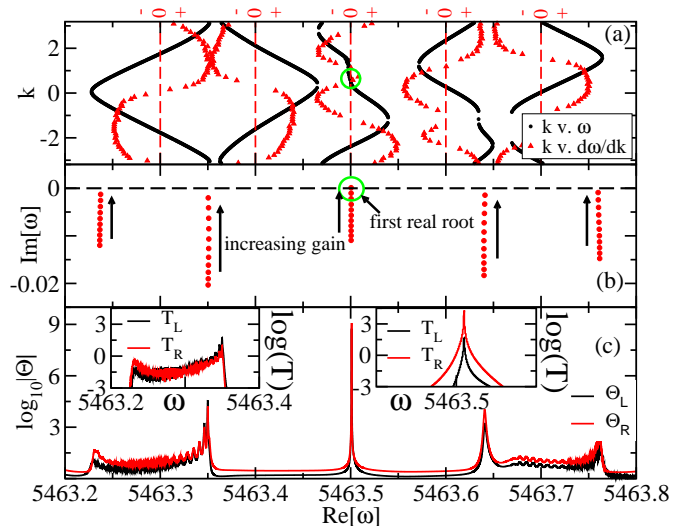 - 0 + - 0 + - 0 + - 0 + - 0 +
(a)
2
0
-2
k
k v. ω
k v. dω/dk
0
-0.02
Im[ω]
increasing gain
first real root
(b)
9
6
3
0
log10|Θ|
T_L
T_R
3
0
-3
log(T)
5463.2 ω 5463.4
T_L
T_R
3
0
3
log(T)
ω 5463.5
(c)
Θ_L
Θ_R
5463.2 5463.3 5463.4 5463.5 5463.6 5463.7 5463.8
Re[ω]